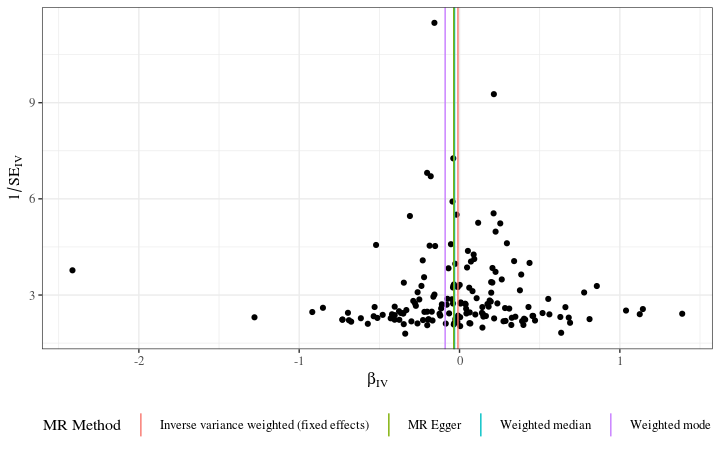 9
6
3
1/SE_IV
-2
-1
0
1
β_IV
MR Method
Inverse variance weighted (fixed effects)
MR Egger
Weighted median
Weighted mode